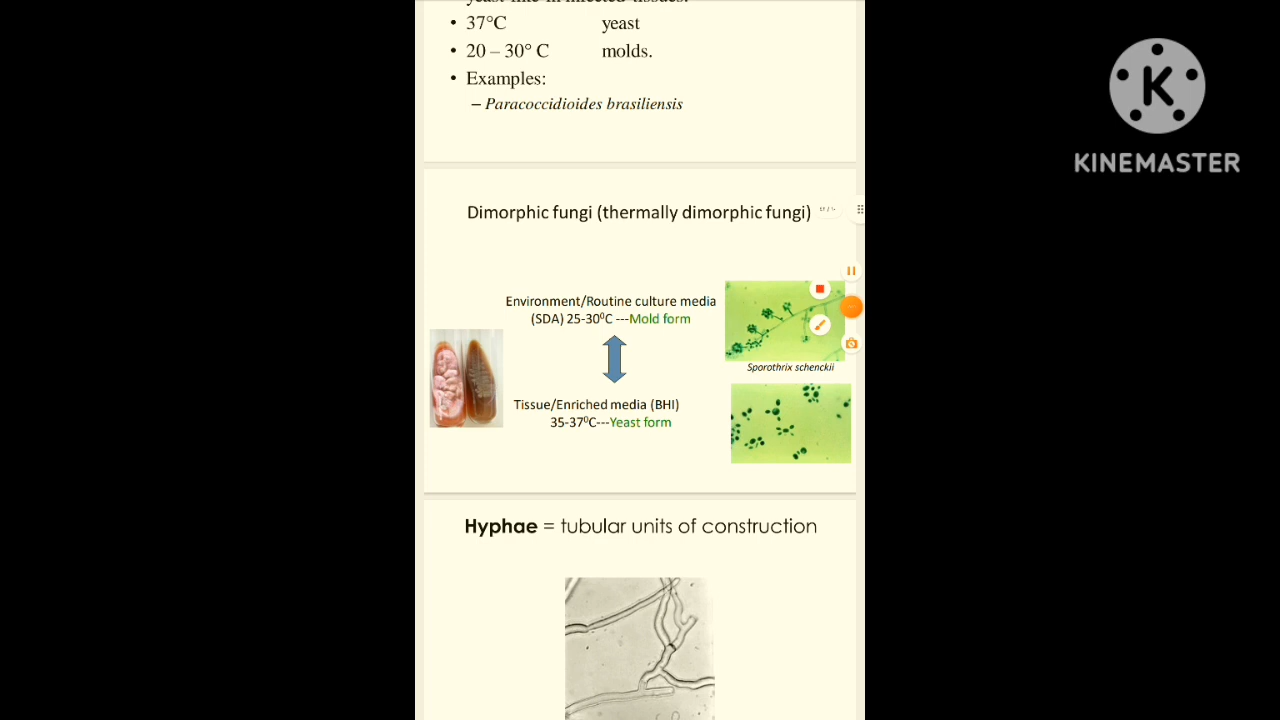 37°C yeast
20 – 30° C molds.
Examples:
– Paracoccidioides brasiliensis
KINEMASTER
Dimorphic fungi (thermally dimorphic fungi)
Environment/Routine culture media
(SDA) 25-30⁰C ---Mold form
Sporothrix schenckii
Tissue/Enriched media (BHI)
35-37⁰C---Yeast form
Hyphae = tubular units of construction